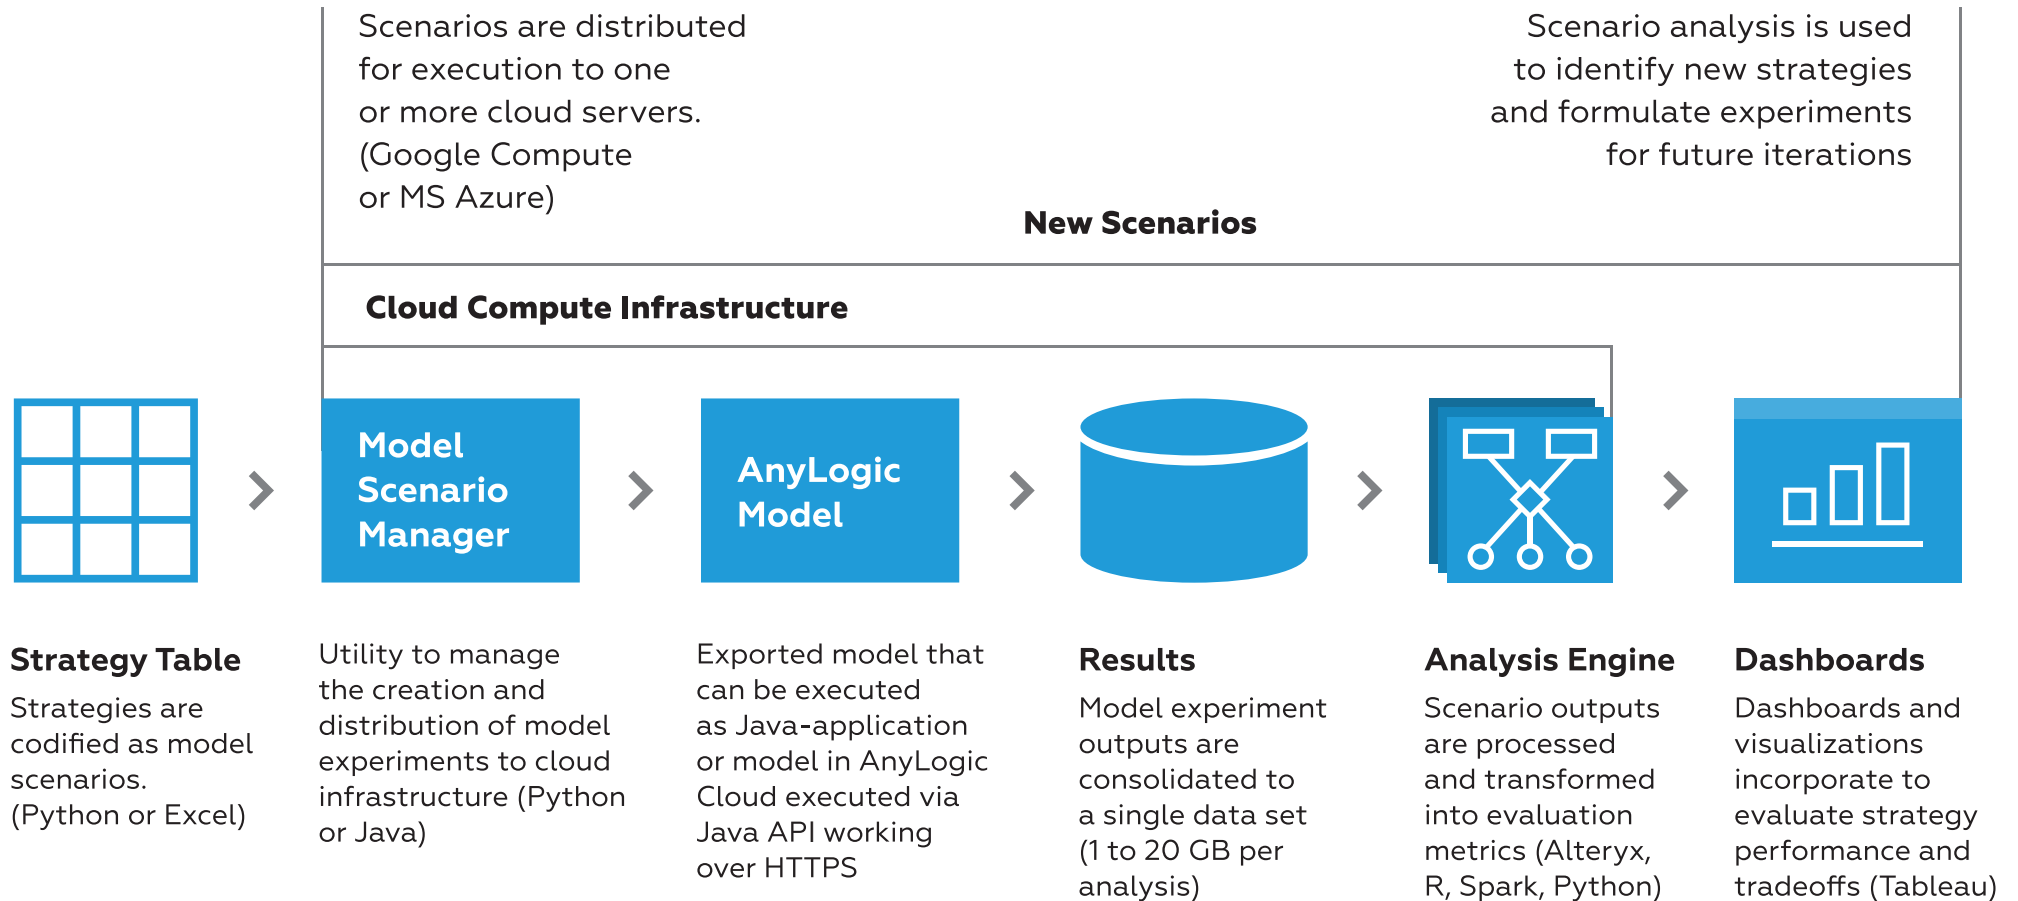 Scenarios are distributed
for execution to one
or more cloud servers.
(Google Compute
or MS Azure)
Scenario analysis is used
to identify new strategies
and formulate experiments
for future iterations
New Scenarios
Cloud Compute Infrastructure
Model
Scenario
Manager
AnyLogic
Model
Strategy Table
Strategies are
codified as model
scenarios.
(Python or Excel)
Utility to manage
the creation and
distribution of model
experiments to cloud
infrastructure (Python
or Java)
Exported model that
can be executed
as Java-application
or model in AnyLogic
Cloud executed via
Java API working
over HTTPS
Results
Model experiment
outputs are
consolidated to
a single data set
(1 to 20 GB per
analysis)
Analysis Engine
Scenario outputs
are processed
and transformed
into evaluation
metrics (Alteryx,
R, Spark, Python)
Dashboards
Dashboards and
visualizations
incorporate to
evaluate strategy
performance and
tradeoffs (Tableau)